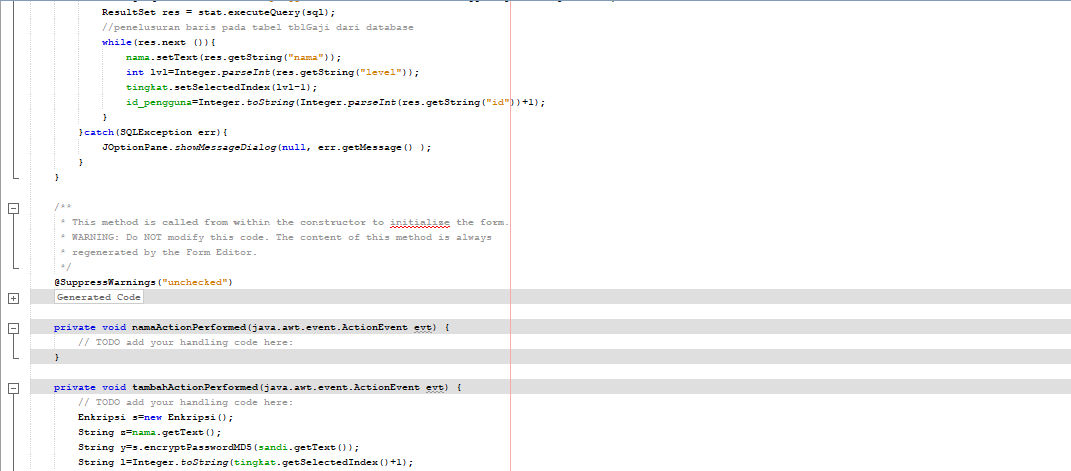 ResultSet res = stat.executeQuery(sql);
//penelusuran baris pada tabel tblGaji dari database
while(res.next ()){
nama.setText(res.getString("nama"));
int lvl=Integer.parseInt(res.getString("level"));
tingkat.setSelectedIndex(lvl-1);
id_pengguna=Integer.toString(Integer.parseInt(res.getString("id"))+1);
}
}catch(SQLException err){
JOptionPane.showMessageDialog(null, err.getMessage() );
}
}
/**
* This method is called from within the constructor to initialise the form.
* WARNING: Do NOT modify this code. The content of this method is always
* regenerated by the Form Editor.
*/
@SuppressWarnings("unchecked")
Generated Code
private void namaActionPerformed(java.awt.event.ActionEvent evt) {
// TODO add your handling code here:
}
private void tambahActionPerformed(java.awt.event.ActionEvent evt) {
// TODO add your handling code here:
Enkripsi s=new Enkripsi();
String z=nama.getText();
String y=s.encryptPasswordMD5(sandi.getText());
String l=Integer.toString(tingkat.getSelectedIndex()+1);